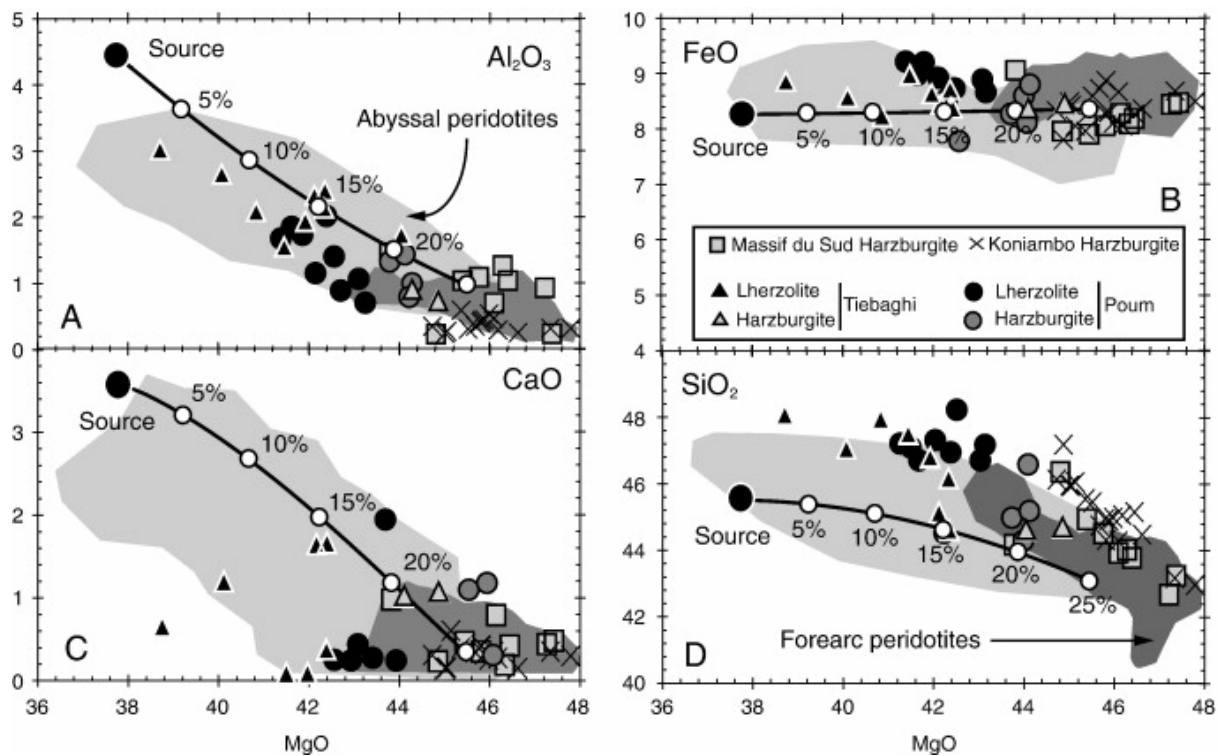 5
4
3
2
1
0
Source
5%
10%
15%
20%
Al₂O₃
Abyssal peridotites
A
10
9
8
7
6
5
4
FeO
Source
5%
10%
15%
20%
B
Massif du Sud Harzburgite
Koniambo Harzburgite
Lherzolite
Harzburgite
Tiebaghi
Lherzolite
Harzburgite
Poum
3
2
1
0
CaO
Source
5%
10%
15%
20%
C
36 38 40 42 44 46 48
MgO
48
47
46
45
44
43
42
41
40
SiO₂
Source
5%
10%
15%
20%
25%
Forearc peridotites
D
36 38 40 42 44 46 48
MgO